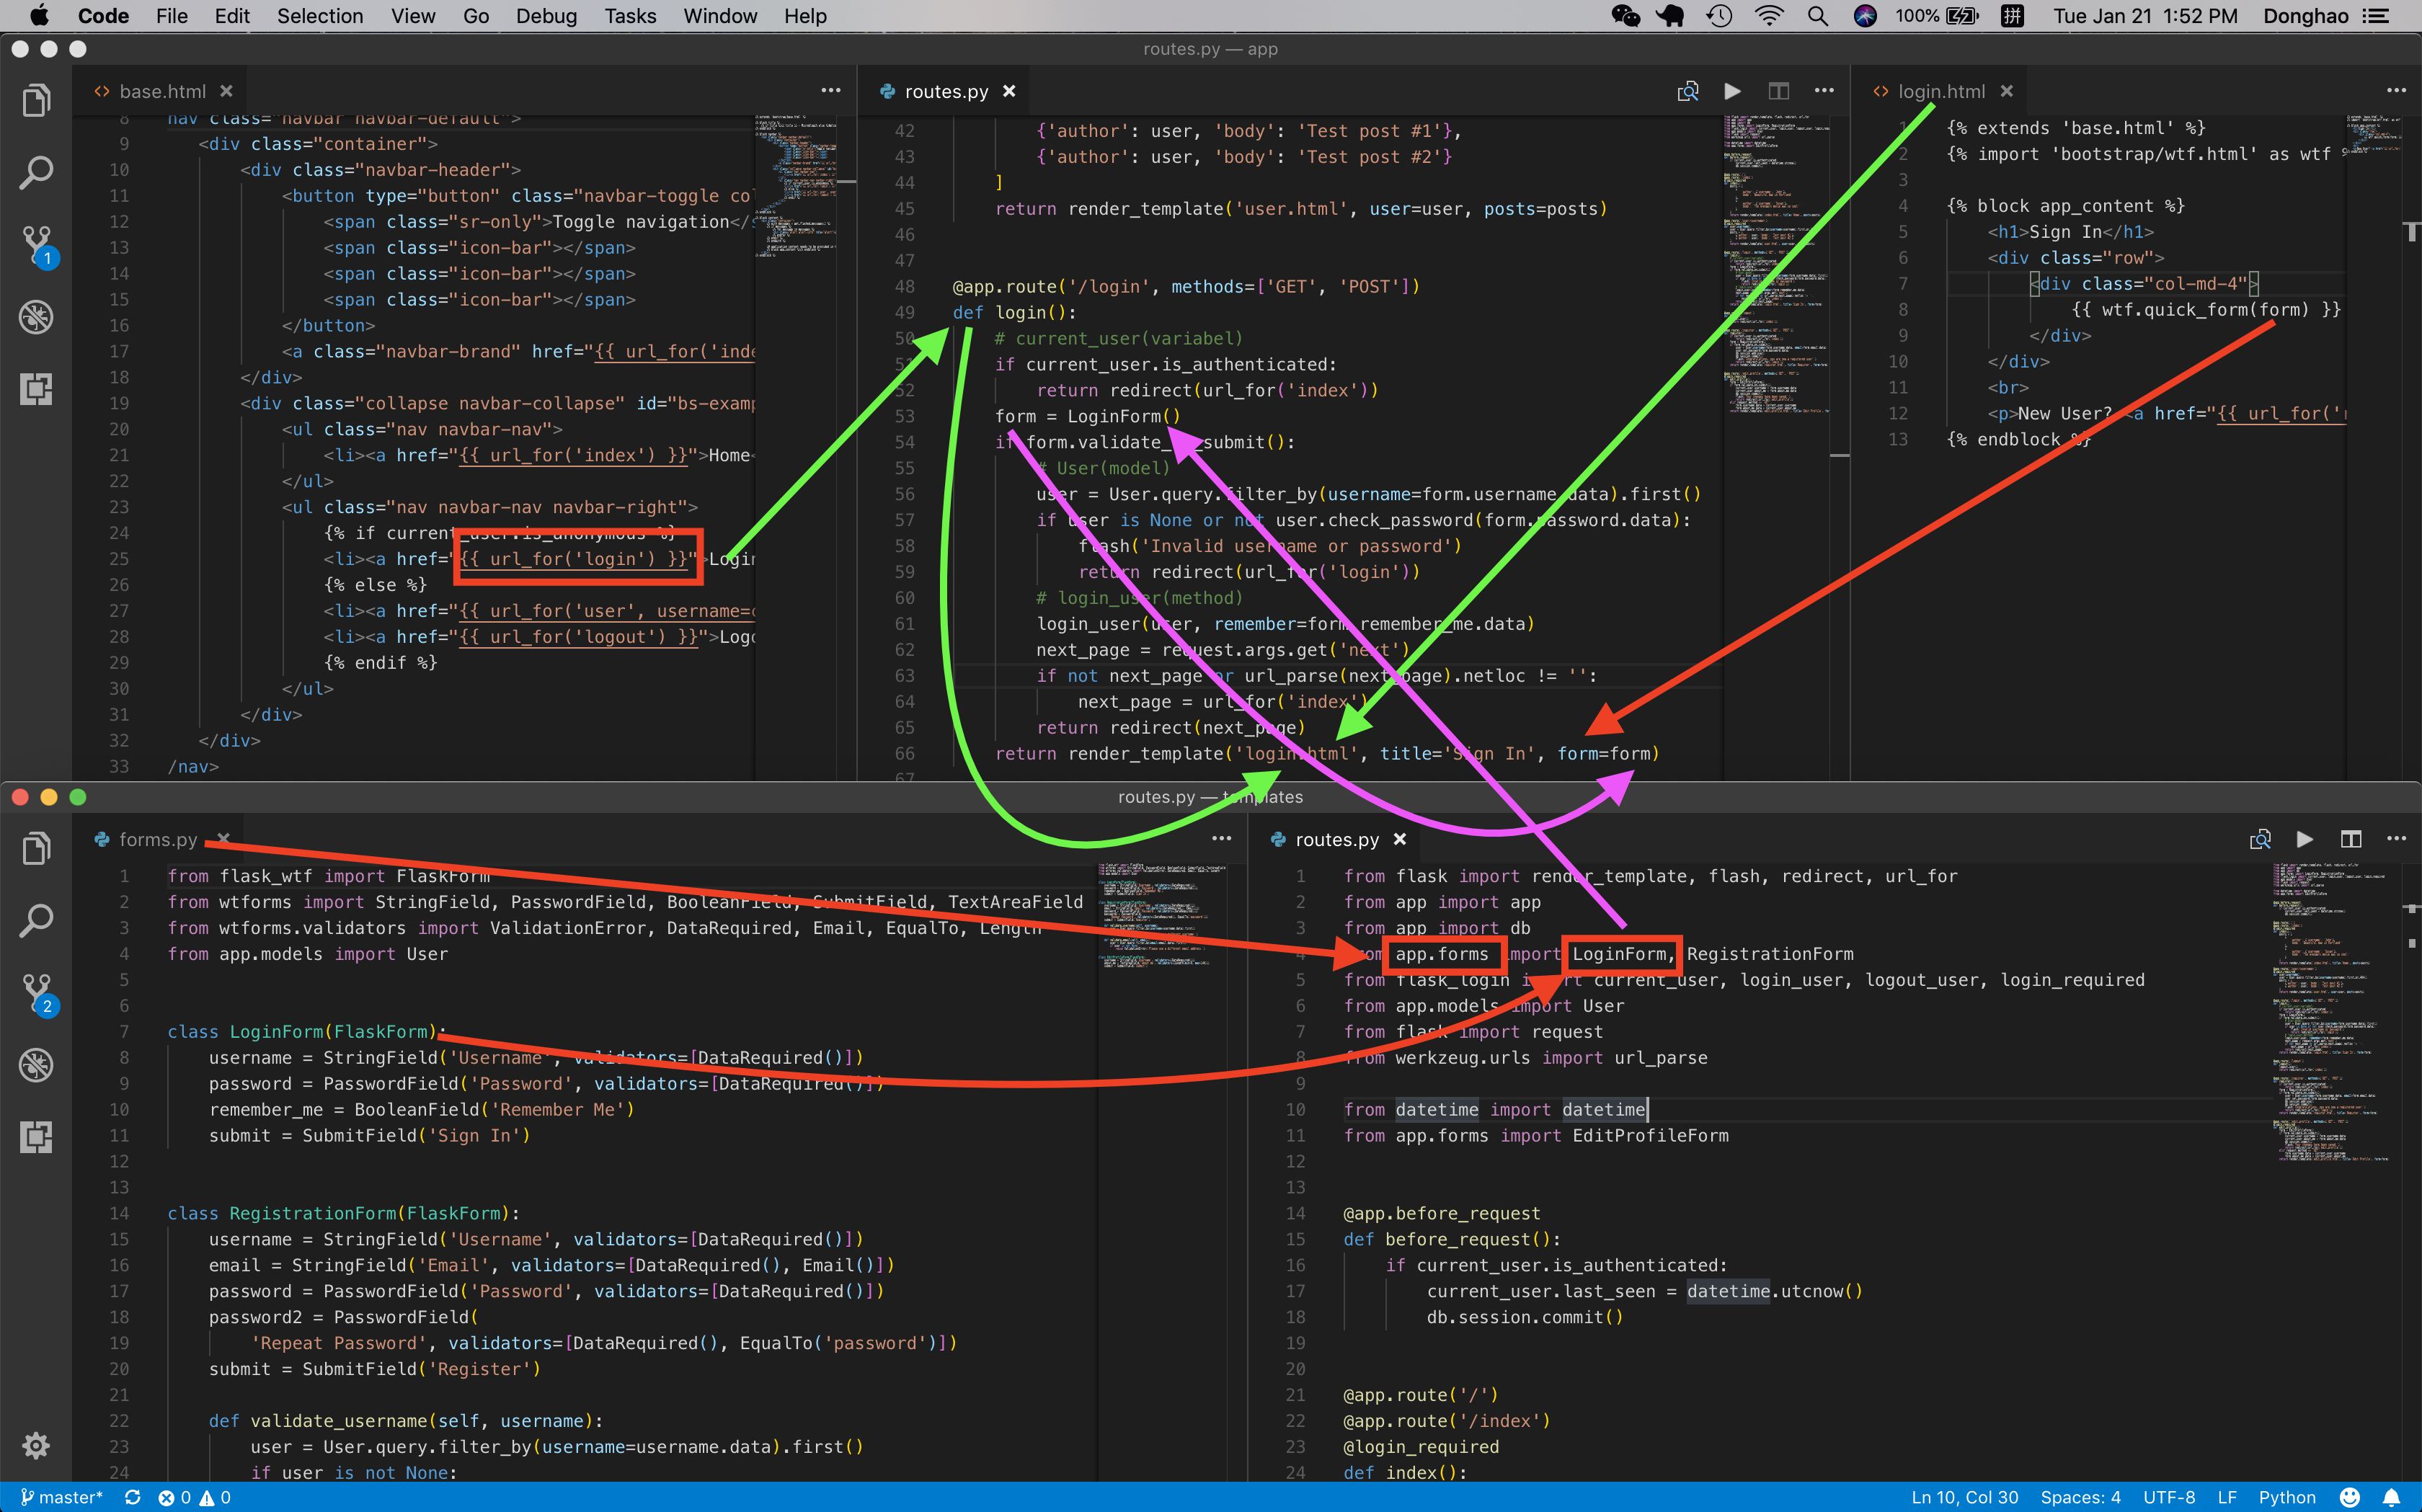 Code File Edit Selection View Go Debug Tasks Window Help 100% 拼 Tue Jan 21 1:52 PM Donghao
routes.py — app
base.html
8 nav class="navbar navbar-default">
9 <div class="container">
10 <div class="navbar-header">
11 <button type="button" class="navbar-toggle co
12 <span class="sr-only">Toggle navigation</s
13 <span class="icon-bar"></span>
14 <span class="icon-bar"></span>
15 <span class="icon-bar"></span>
16 </button>
17 <a class="navbar-brand" href="{{ url_for('inde
18 </div>
19 <div class="collapse navbar-collapse" id="bs-examp
20 <ul class="nav navbar-nav">
21 <li><a href="{{ url_for('index') }}">Home<
22 </ul>
23 <ul class="nav navbar-nav navbar-right">
24 {% if current_user.is_anonymous %}
25 <li><a href="{{ url_for('login') }}">Login
26 {% else %}
27 <li><a href="{{ url_for('user', username=c
28 <li><a href="{{ url_for('logout') }}">Logo
29 {% endif %}
30 </ul>
31 </div>
32 </div>
33 /nav>
1
routes.py
42 {'author': user, 'body': 'Test post #1'},
43 {'author': user, 'body': 'Test post #2'}
44 ]
45 return render_template('user.html', user=user, posts=posts)
46
47
48 @app.route('/login', methods=['GET', 'POST'])
49 def login():
50 # current_user(variabel)
51 if current_user.is_authenticated:
52 return redirect(url_for('index'))
53 form = LoginForm()
54 if form.validate_ submit():
55 # User(model)
56 user = User.query.filter_by(username=form.username.data).first()
57 if user is None or not user.check_password(form.password.data):
58 flash('Invalid username or password')
59 return redirect(url_for('login'))
60 # login_user(method)
61 login_user(user, remember=form.remember_me.data)
62 next_page = request.args.get('next')
63 if not next_page or url_parse(next_page).netloc != '':
64 next_page = url_for('index')
65 return redirect(next_page)
66 return render_template('login.html', title='Sign In', form=form)
67
login.html
1 {% extends 'base.html' %}
2 {% import 'bootstrap/wtf.html' as wtf %
3
4 {% block app_content %}
5 <h1>Sign In</h1>
6 <div class="row">
7 <div class="col-md-4">
8 {{ wtf.quick_form(form) }}
9 </div>
10 </div>
11 <br>
12 <p>New User? <a href="{{ url_for('r
13 {% endblock %}
routes.py — templates
forms.py
1 from flask_wtf import FlaskForm
2 from wtforms import StringField, PasswordField, BooleanField, SubmitField, TextAreaField
3 from wtforms.validators import ValidationError, DataRequired, Email, EqualTo, Length
4 from app.models import User
5
6
7 class LoginForm(FlaskForm):
8 username = StringField('Username', validators=[DataRequired()])
9 password = PasswordField('Password', validators=[DataRequired()])
10 remember_me = BooleanField('Remember Me')
11 submit = SubmitField('Sign In')
12
13
14 class RegistrationForm(FlaskForm):
15 username = StringField('Username', validators=[DataRequired()])
16 email = StringField('Email', validators=[DataRequired(), Email()])
17 password = PasswordField('Password', validators=[DataRequired()])
18 password2 = PasswordField(
19 'Repeat Password', validators=[DataRequired(), EqualTo('password')])
20 submit = SubmitField('Register')
21
22 def validate_username(self, username):
23 user = User.query.filter_by(username=username.data).first()
24 if user is not None:
2
routes.py
1 from flask import render_template, flash, redirect, url_for
2 from app import app
3 from app import db
4 from app.forms import LoginForm, RegistrationForm
5 from flask_login import current_user, login_user, logout_user, login_required
6 from app.models import User
7 from flask import request
8 from werkzeug.urls import url_parse
9
10 from datetime import datetime
11 from app.forms import EditProfileForm
12
13
14 @app.before_request
15 def before_request():
16 if current_user.is_authenticated:
17 current_user.last_seen = datetime.utcnow()
18 db.session.commit()
19
20
21 @app.route('/')
22 @app.route('/index')
23 @login_required
24 def index():
master* 0 0 Ln 10, Col 30 Spaces: 4 UTF-8 LF Python